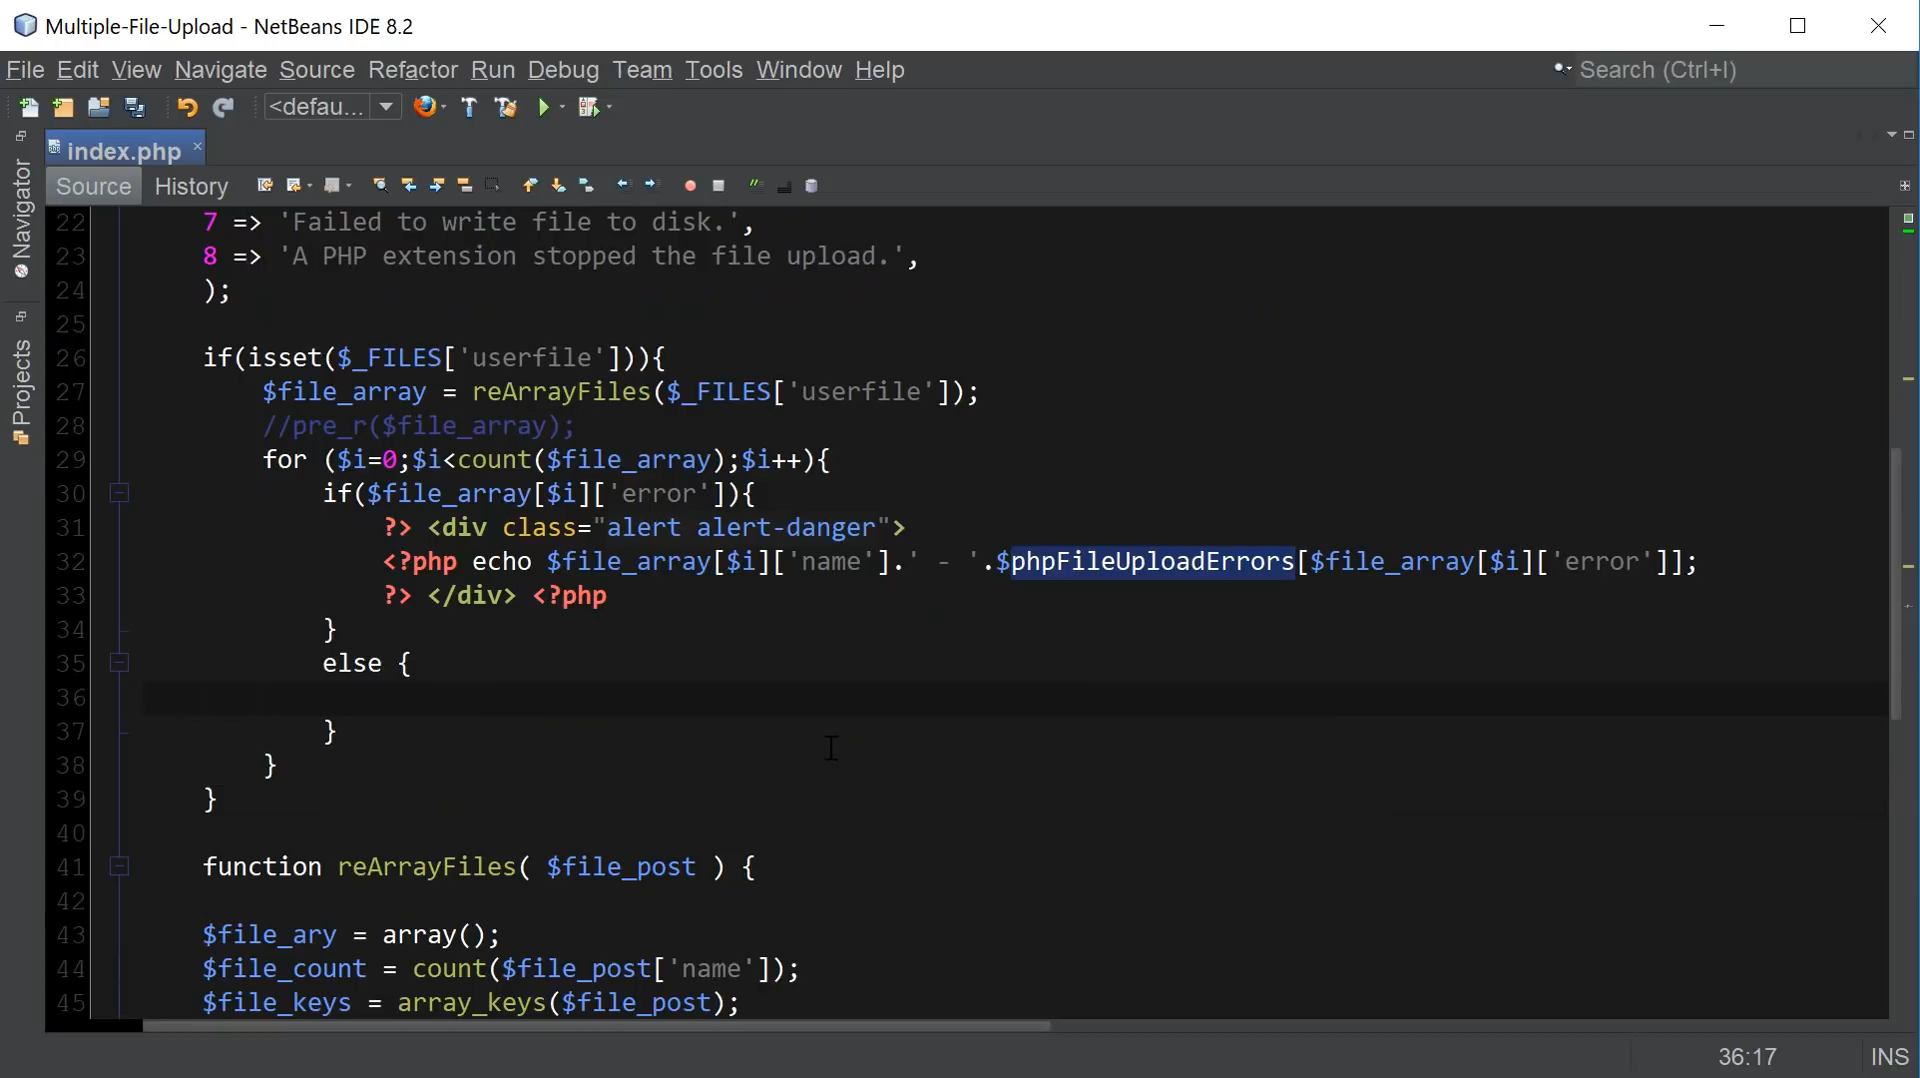 Multiple-File-Upload - NetBeans IDE 8.2
File Edit View Navigate Source Refactor Run Debug Team Tools Window Help
Search (Ctrl+I)
<defau...
index.php
Source History
Navigator
Projects
22 7 => 'Failed to write file to disk.',
23 8 => 'A PHP extension stopped the file upload.',
24 );
25
26 if(isset($_FILES['userfile'])){
27 $file_array = reArrayFiles($_FILES['userfile']);
28 //pre_r($file_array);
29 for ($i=0;$i<count($file_array);$i++){
30 if($file_array[$i]['error']){
31 ?> <div class="alert alert-danger">
32 <?php echo $file_array[$i]['name'].' - '.$phpFileUploadErrors[$file_array[$i]['error']];
33 ?> </div> <?php
34 }
35 else {
36
37 }
38 }
39 }
40
41 function reArrayFiles( $file_post ) {
42
43 $file_ary = array();
44 $file_count = count($file_post['name']);
45 $file_keys = array_keys($file_post);
36:17 INS